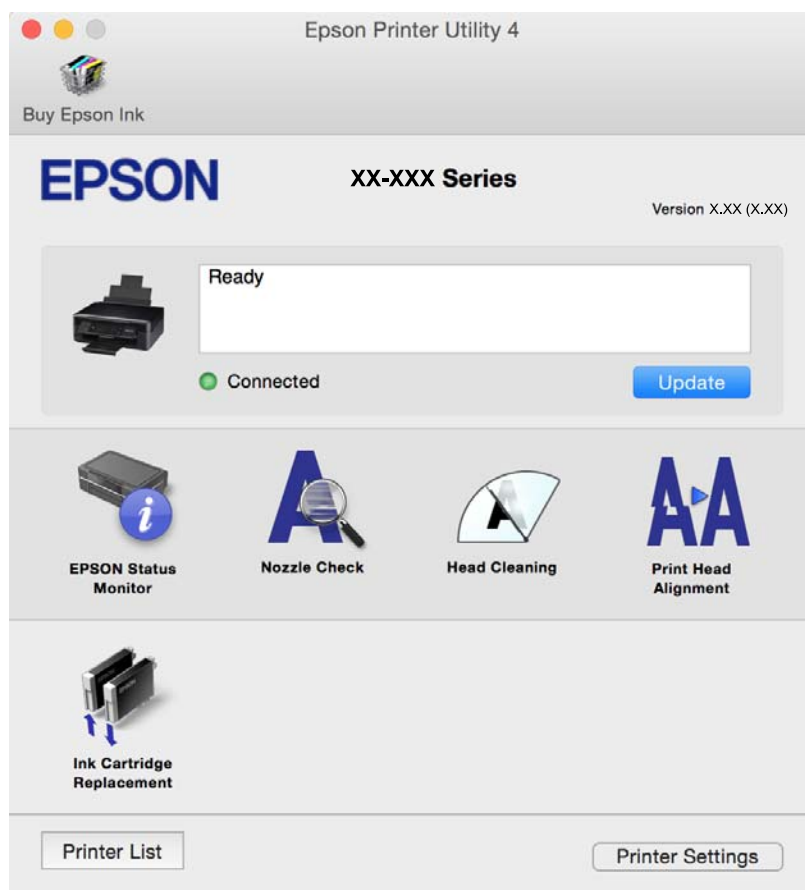 Epson Printer Utility 4
Buy Epson Ink
EPSON
XX-XXX Series
Version X.XX (X.XX)
Ready
Connected
Update
EPSON Status
Monitor
Nozzle Check
Head Cleaning
Print Head
Alignment
Ink Cartridge
Replacement
Printer List
Printer Settings